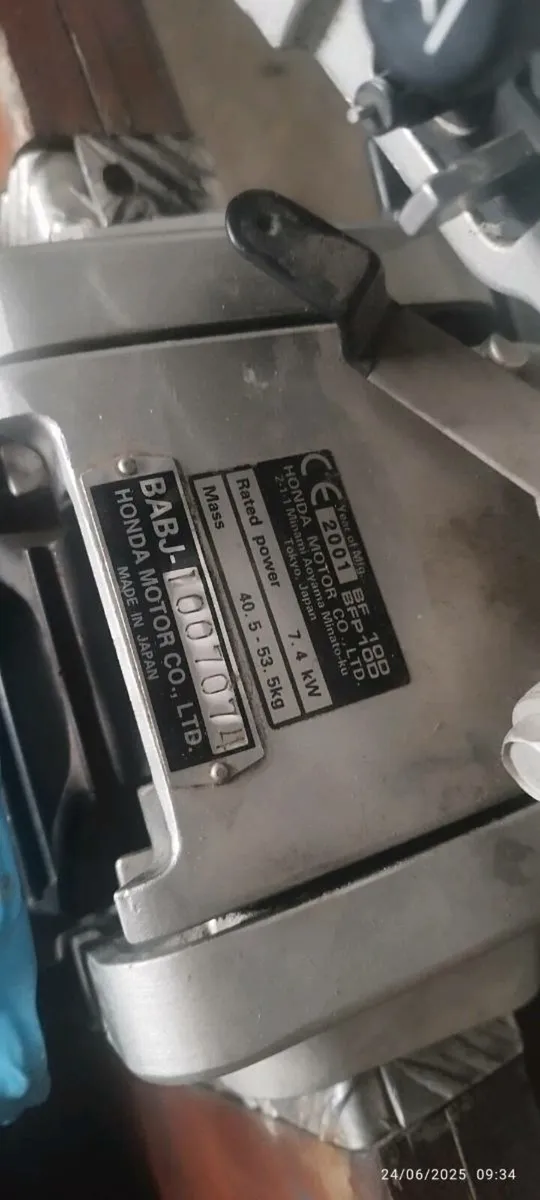 BABJ-1007074
HONDA MOTOR CO., LTD.
MADE IN JAPAN
CE Year of Mfg. BF 10D
2001 BFP 10D
HONDA MOTOR CO., LTD.
2-1-1 Minami Aoyama Minato-ku
Tokyo, Japan
Rated power 7.4 kW
Mass 40.5 - 53.5kg
24/06/2025 09:34